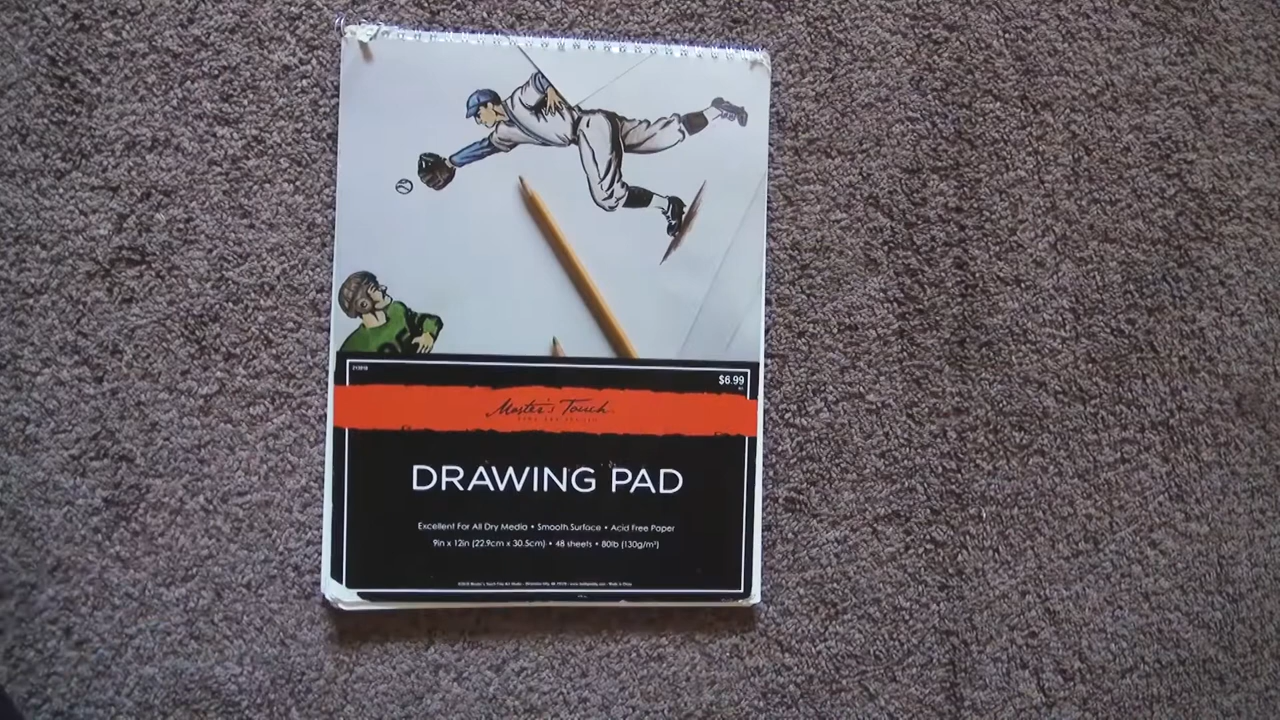 $6.99
Master's Touch
DRAWING PAD
Excellent For All Dry Media • Smooth Surface • Acid Free Paper
9in x 12in (22.9cm x 30.5cm) • 48 sheets • 80lb (130g/m²)